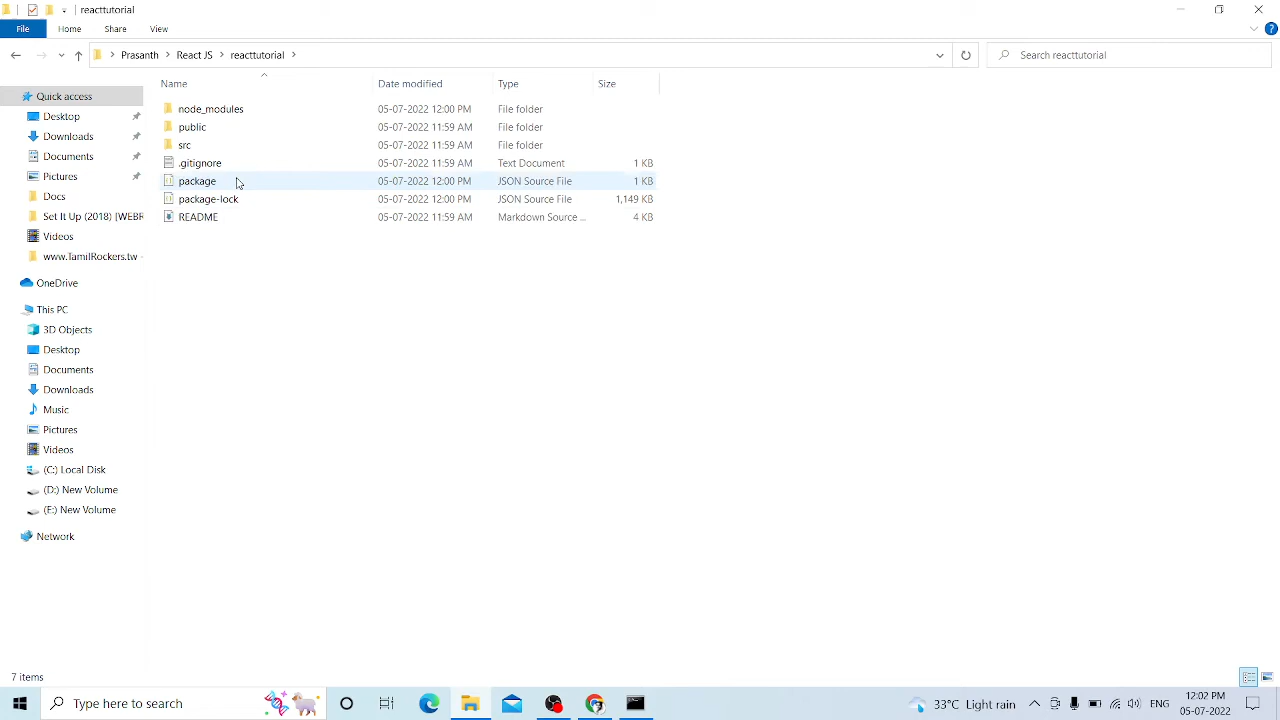 reacttutorial
File Home Share View
Prasanth React JS reacttutorial
Search reacttutorial
Name Date modified Type Size
Quick access
Desktop
Downloads
Documents
Pictures
Docs
Set It Up (2018) [WEBR
Videos
www.TamilRockers.tw -
OneDrive
This PC
3D Objects
Desktop
Documents
Downloads
Music
Pictures
Videos
(C:) Local Disk
(D:) New Volume
(E:) New Volume
Network
node_modules 05-07-2022 12:00 PM File folder
public 05-07-2022 11:59 AM File folder
src 05-07-2022 11:59 AM File folder
.gitignore 05-07-2022 11:59 AM Text Document 1 KB
package 05-07-2022 12:00 PM JSON Source File 1 KB
package-lock 05-07-2022 12:00 PM JSON Source File 1,149 KB
README 05-07-2022 11:59 AM Markdown Source ... 4 KB
7 items
Type here to search
33°C Light rain
ENG
12:02 PM
05-07-2022